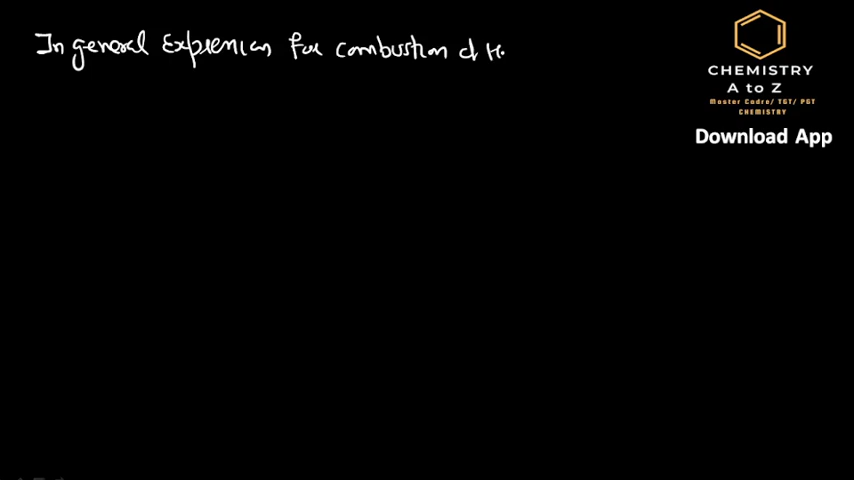 In general Expression for combustion of H.
CHEMISTRY
A to Z
Master Cadre/ TGT/ PGT
CHEMISTRY
Download App